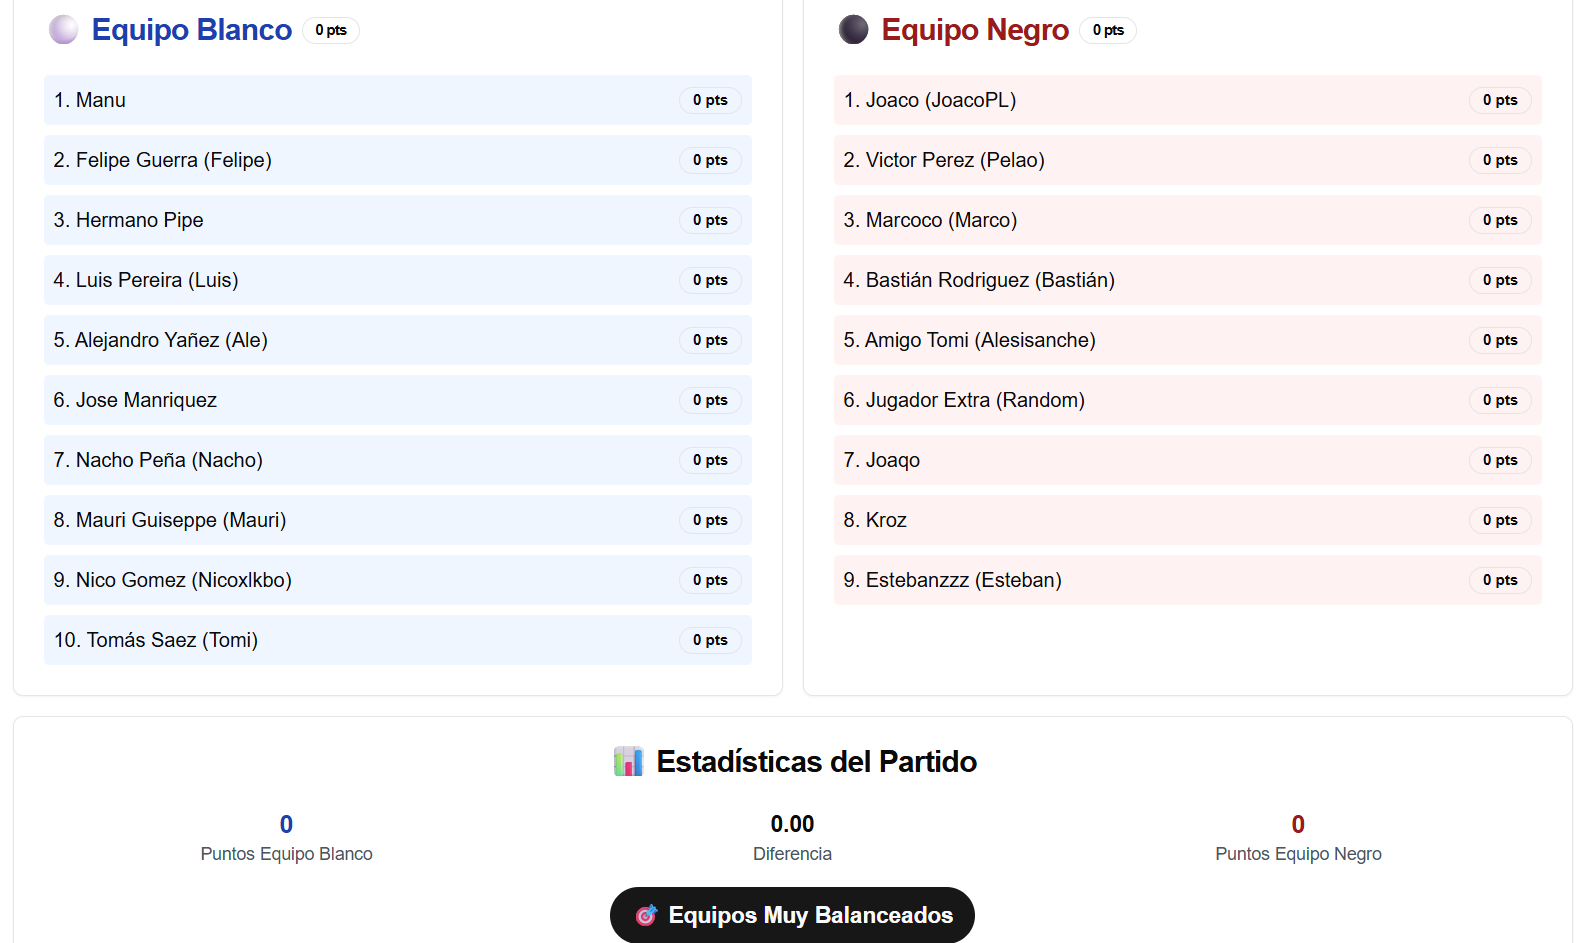 Equipo Blanco 0 pts
1. Manu 0 pts
2. Felipe Guerra (Felipe) 0 pts
3. Hermano Pipe 0 pts
4. Luis Pereira (Luis) 0 pts
5. Alejandro Yañez (Ale) 0 pts
6. Jose Manriquez 0 pts
7. Nacho Peña (Nacho) 0 pts
8. Mauri Guiseppe (Mauri) 0 pts
9. Nico Gomez (Nicoxlkbo) 0 pts
10. Tomás Saez (Tomi) 0 pts
Equipo Negro 0 pts
1. Joaco (JoacoPL) 0 pts
2. Victor Perez (Pelao) 0 pts
3. Marcoco (Marco) 0 pts
4. Bastián Rodriguez (Bastián) 0 pts
5. Amigo Tomi (Alesisanche) 0 pts
6. Jugador Extra (Random) 0 pts
7. Joaqo 0 pts
8. Kroz 0 pts
9. Estebanzzz (Esteban) 0 pts
Estadísticas del Partido
0
Puntos Equipo Blanco
0.00
Diferencia
0
Puntos Equipo Negro
Equipos Muy Balanceados